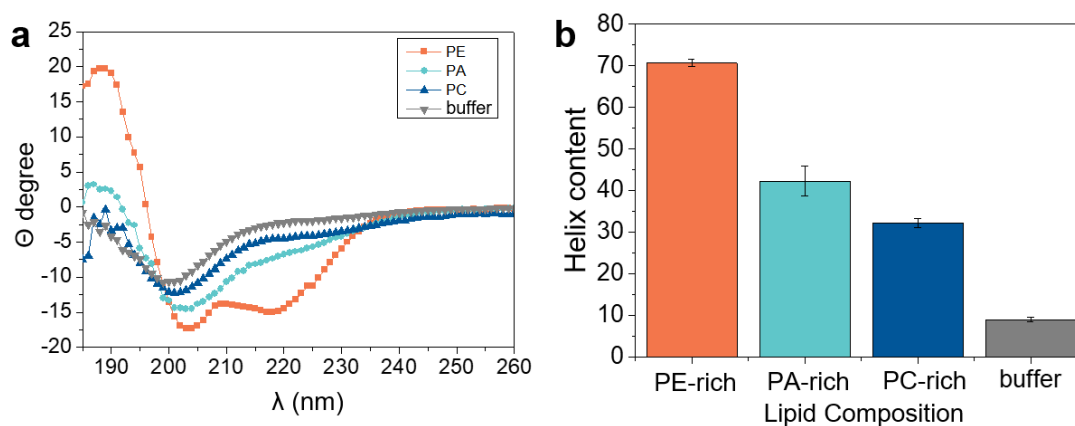 a
25
20
15
10
5
0
-5
-10
-15
-20
Θ degree
PE
PA
PC
buffer
190 200 210 220 230 240 250 260
λ (nm)
b
80
70
60
50
40
30
20
10
0
Helix content
PE-rich PA-rich PC-rich buffer
Lipid Composition